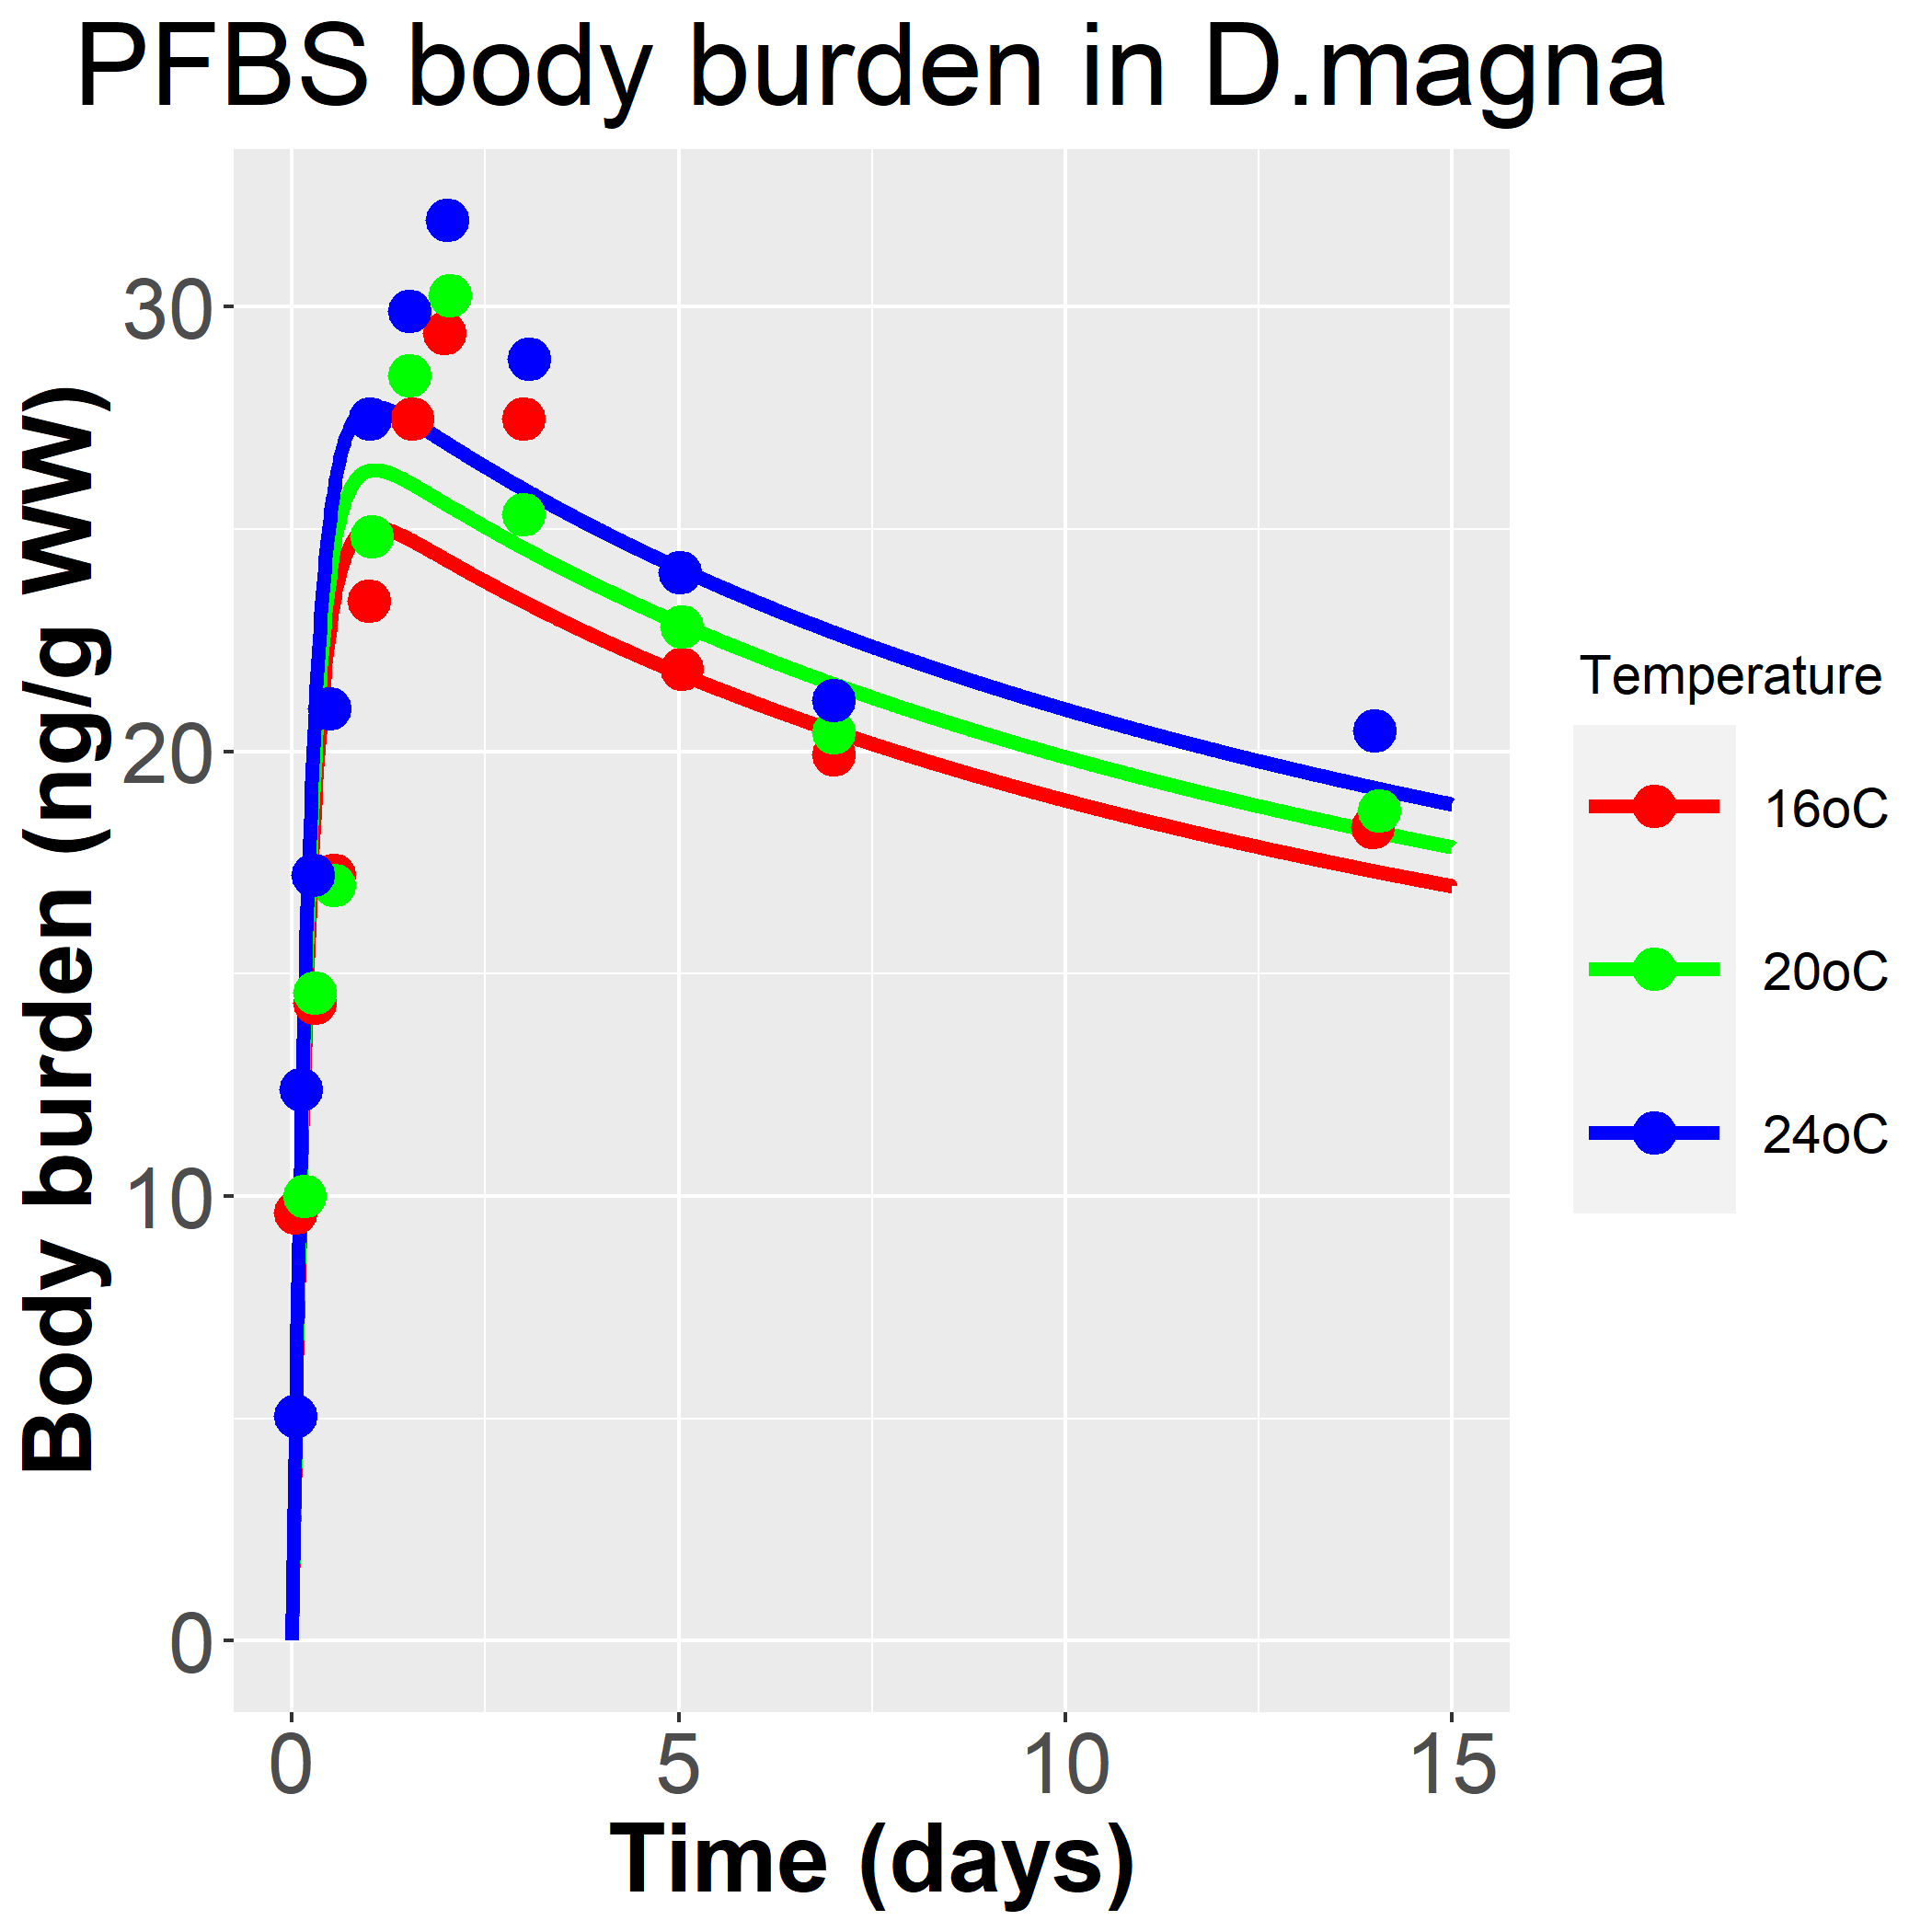 PFBS body burden in D.magna
Body burden (ng/g WW)
30
20
10
0
0 5 10 15
Time (days)
Temperature
16oC
20oC
24oC